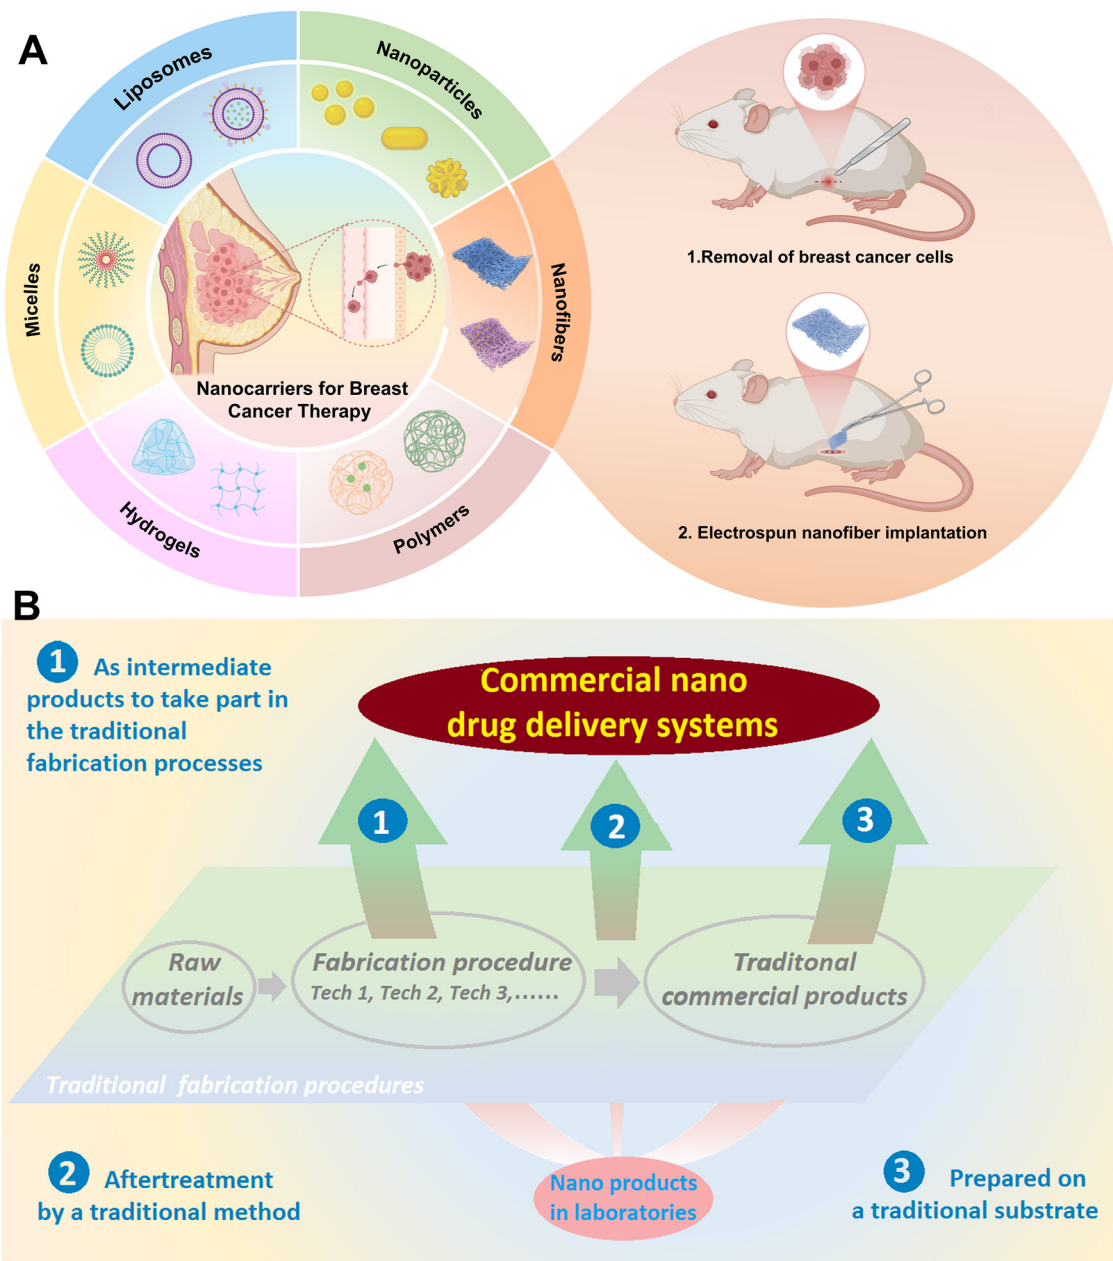 A
Liposomes
Nanoparticles
Micelles
Nanofibers
Hydrogels
Polymers
Nanocarriers for Breast
Cancer Therapy
1.Removal of breast cancer cells
2. Electrospun nanofiber implantation
B
1 As intermediate
products to take part in
the traditional
fabrication processes
Commercial nano
drug delivery systems
1
2
3
Raw
materials
Fabrication procedure
Tech 1, Tech 2, Tech 3,......
Traditonal
commercial products
Traditional fabrication procedures
2 Aftertreatment
by a traditional method
Nano products
in laboratories
3 Prepared on
a traditional substrate